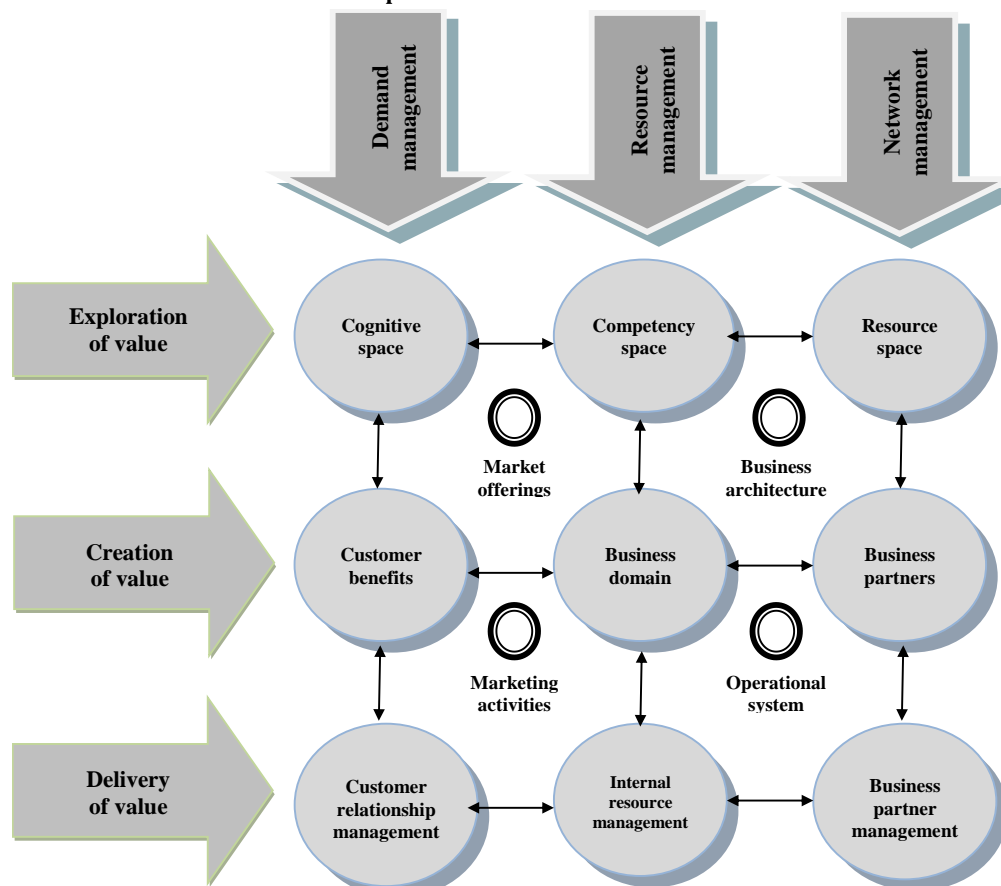 Demand
management
Resource
management
Network
management
Exploration
of value
Cognitive
space
Competency
space
Resource
space
Market
offerings
Business
architecture
Creation
of value
Customer
benefits
Business
domain
Business
partners
Marketing
activities
Operational
system
Delivery
of value
Customer
relationship
management
Internal
resource
management
Business
partner
management